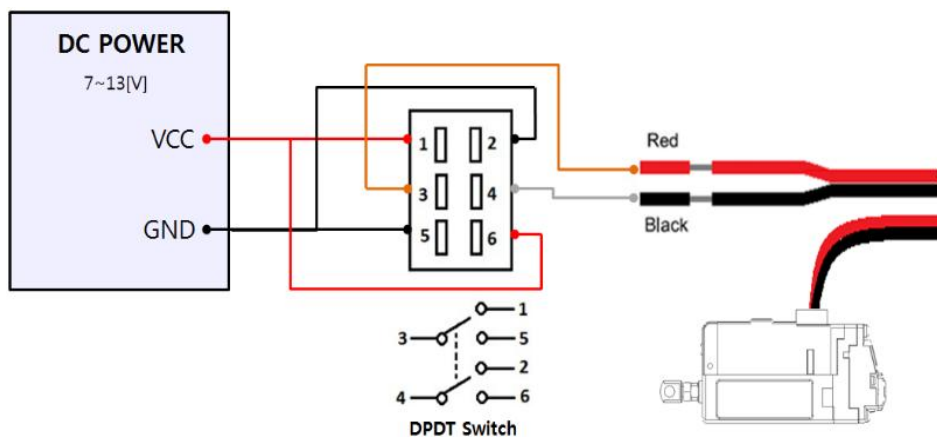 DC POWER
7~13[V]
VCC
GND
1
2
3
4
5
6
Red
Black
1
3
5
2
4
6
DPDT Switch